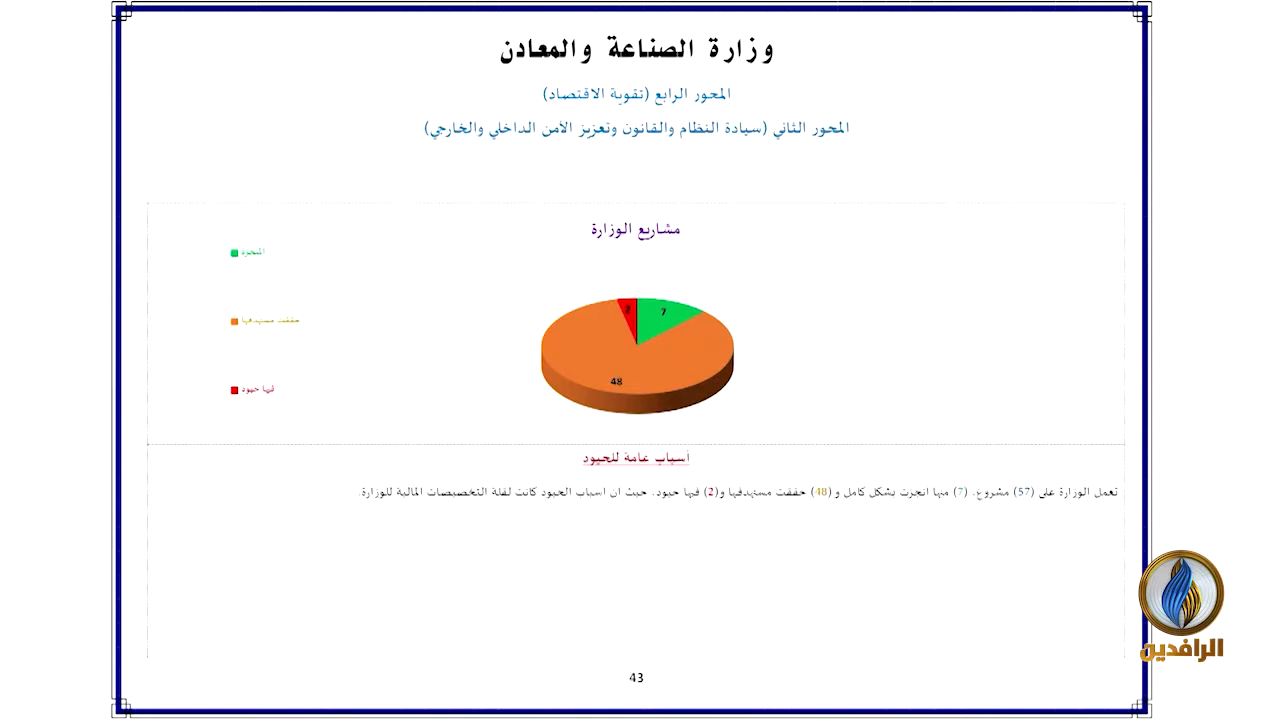 وزارة الصناعة والمعادن
المحور الرابع (تقوية الاقتصاد)
المحور الثاني (سيادة النظام والقانون وتعزيز الأمن الداخلي والخارجي)
مشاريع الوزارة
المنجزة
حققت مستهدفها
فيها حيود
7
48
أسباب عامة للحيود
تعمل الوزارة على (57) مشروع، (7) منها انجزت بشكل كامل و (48) حققت مستهدفها و(2) فيها حيود، حيث ان اسباب الحيود كانت لقلة التخصيصات المالية للوزارة.
43
الرافدين